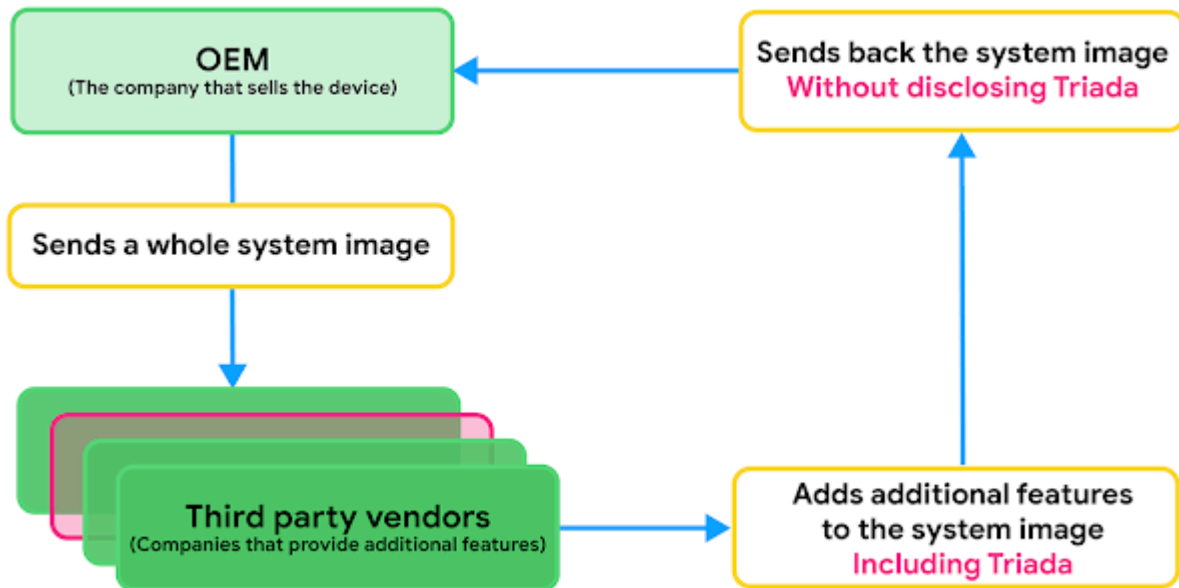 OEM
(The company that sells the device)
Sends a whole system image
Third party vendors
(Companies that provide additional features)
Adds additional features
to the system image
Including Triada
Sends back the system image
Without disclosing Triada